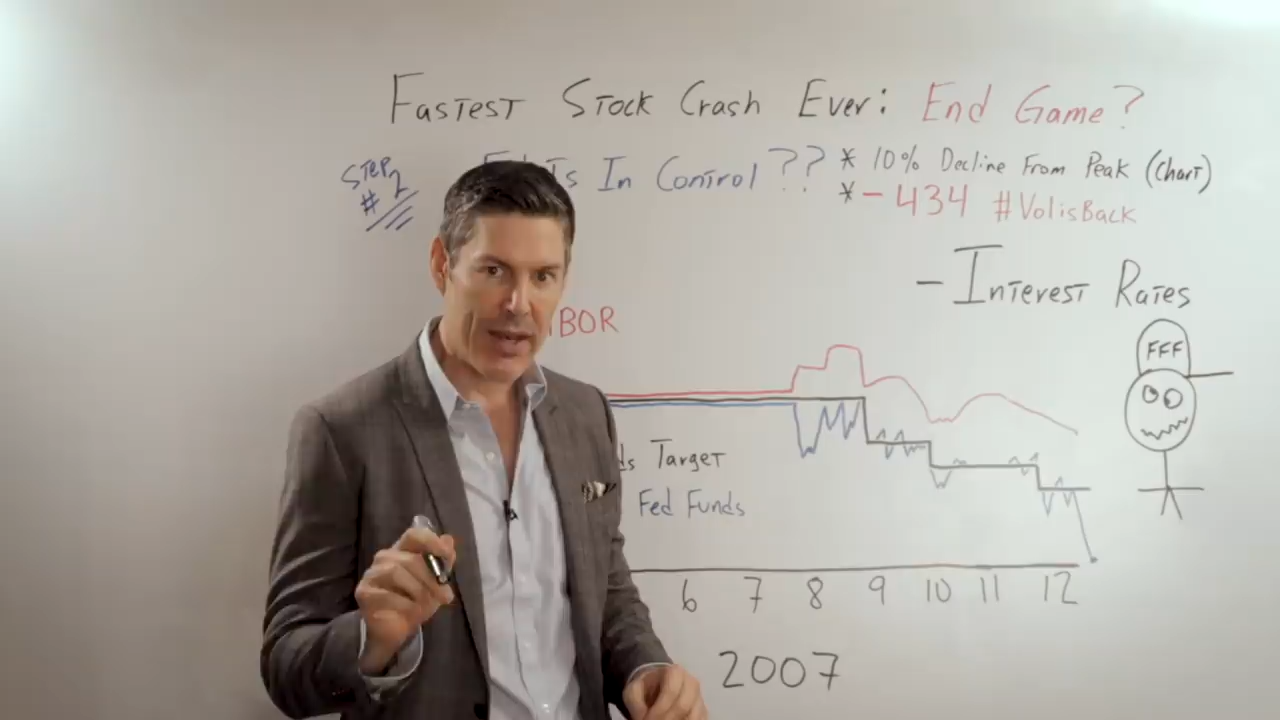 Fastest Stock Crash Ever: End Game?
Step #2
Is In Control??
* 10% Decline From Peak (Chart)
* -434 #VolisBack
- Interest Rates
BOR
FFF
ds Target
Fed Funds
6 7 8 9 10 11 12
2007